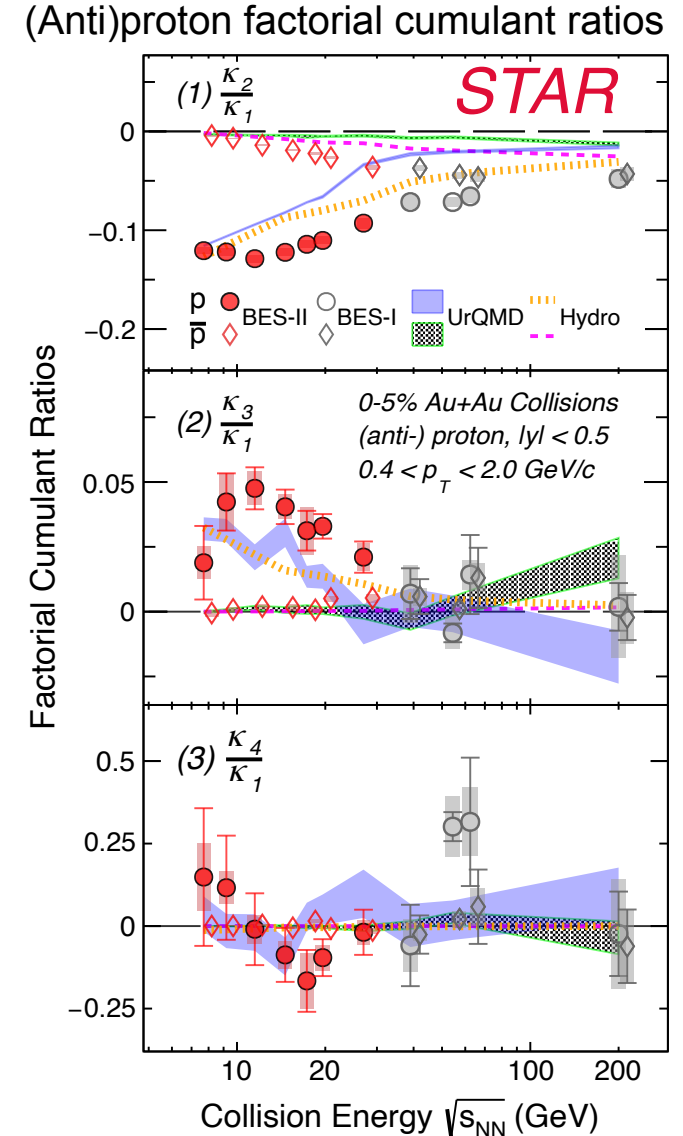 (Anti)proton factorial cumulant ratios
(1) κ2/κ1
STAR
0
−0.1
−0.2
p BES-II BES-I UrQMD Hydro
p̅
(2) κ3/κ1
0-5% Au+Au Collisions
(anti-) proton, |y| < 0.5
0.4 < pT < 2.0 GeV/c
0.05
0
(3) κ4/κ1
0.5
0.25
0
−0.25
10 20 100 200
Collision Energy √sNN (GeV)
Factorial Cumulant Ratios